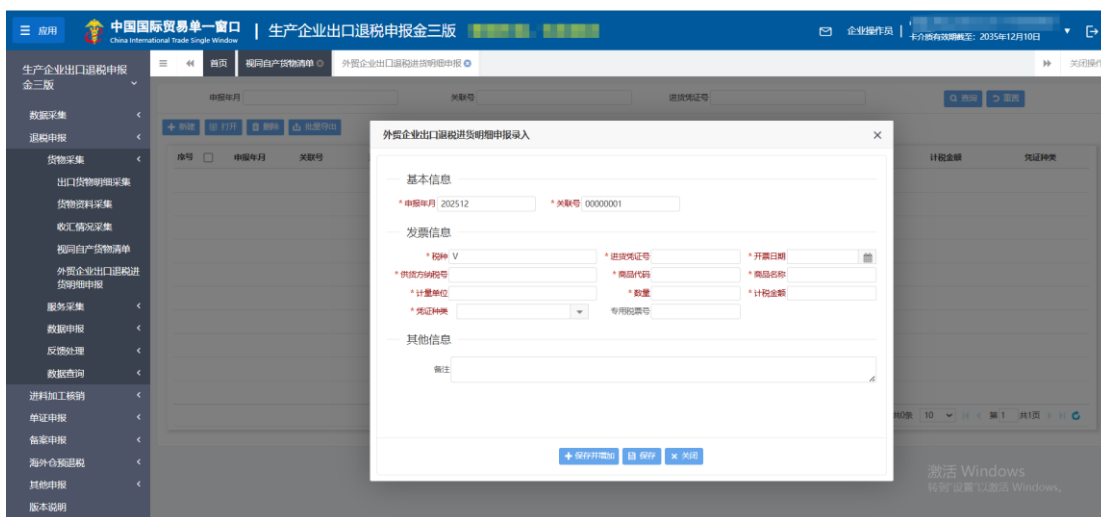 应用
中国国际贸易单一窗口 | 生产企业出口退税申报金三版
China International Trade Single Window
企业操作员
卡介质有效期截至：2035年12月10日
生产企业出口退税申报金三版
数据采集
退税申报
货物采集
出口货物明细采集
货物资料采集
收汇情况采集
视同自产货物清单
外贸企业出口退税进货明细申报
服务采集
数据申报
反馈处理
数据查询
进料加工核销
单证申报
备案申报
海外仓预退税
其他申报
版本说明
首页 视同自产货物清单 外贸企业出口退税进货明细申报 关闭操作
申报年月 关联号 进货凭证号 查询 重置
新建 打开 删除 批量导出
序号 申报年月 关联号 计税金额 凭证种类
外贸企业出口退税进货明细申报录入
基本信息
*申报年月 202512 *关联号 00000001
发票信息
*税种 V *进货凭证号 *开票日期
*供货方纳税号 *商品代码 *商品名称
*计量单位 *数量 *计税金额
*凭证种类 专用税票号
其他信息
备注
保存并增加 保存 关闭
共0条 10 第 1 共1页
激活 Windows
转到"设置"以激活 Windows。